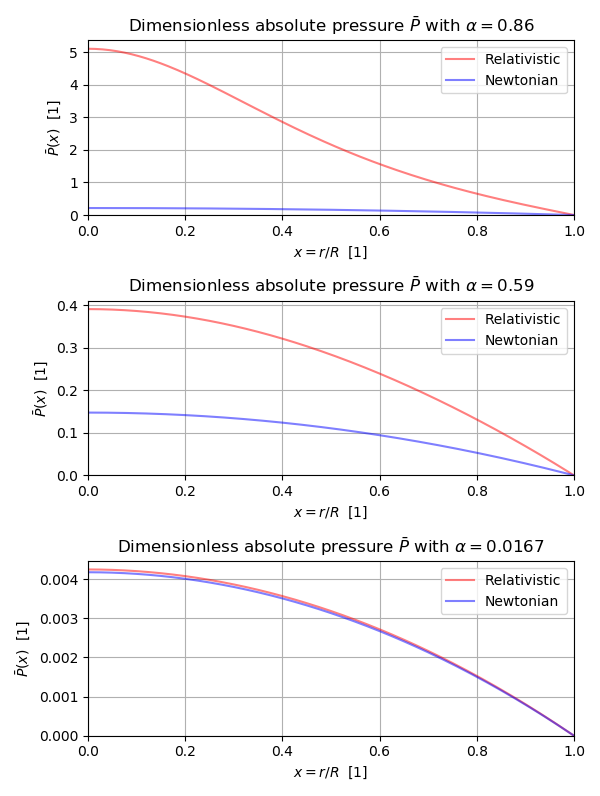 Dimensionless absolute pressure P̄ with α = 0.86
5
4
3
2
1
0
P̄(x) [1]
Relativistic
Newtonian
0.0 0.2 0.4 0.6 0.8 1.0
x = r/R [1]
Dimensionless absolute pressure P̄ with α = 0.59
0.4
0.3
0.2
0.1
0.0
P̄(x) [1]
Relativistic
Newtonian
0.0 0.2 0.4 0.6 0.8 1.0
x = r/R [1]
Dimensionless absolute pressure P̄ with α = 0.0167
0.004
0.003
0.002
0.001
0.000
P̄(x) [1]
Relativistic
Newtonian
0.0 0.2 0.4 0.6 0.8 1.0
x = r/R [1]